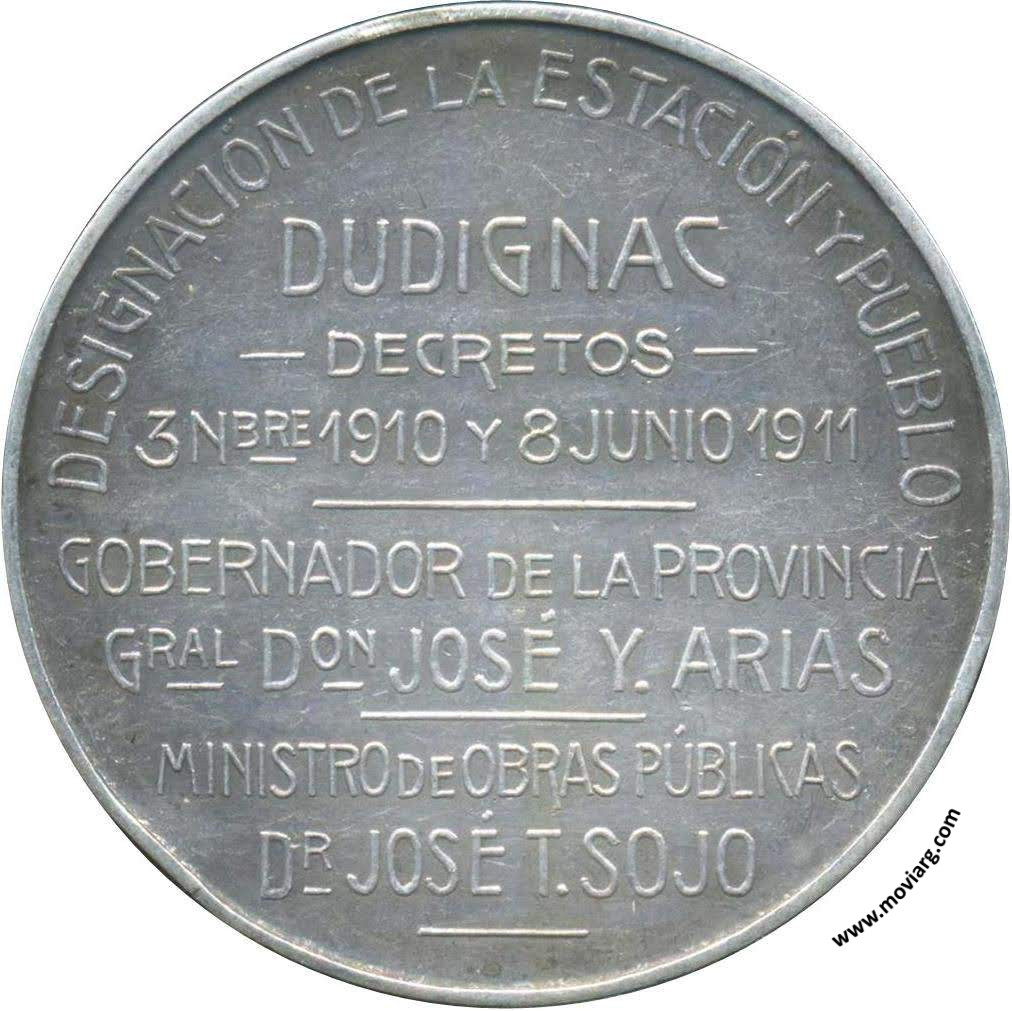 DESIGNACIÓN DE LA ESTACIÓN Y PUEBLO
DUDIGNAC
— DECRETOS —
3 NBRE 1910 Y 8 JUNIO 1911
GOBERNADOR DE LA PROVINCIA
GRAL DON JOSÉ Y. ARIAS
MINISTRO DE OBRAS PÚBLICAS
DR JOSÉ T. SOJO
www.moviarg.com